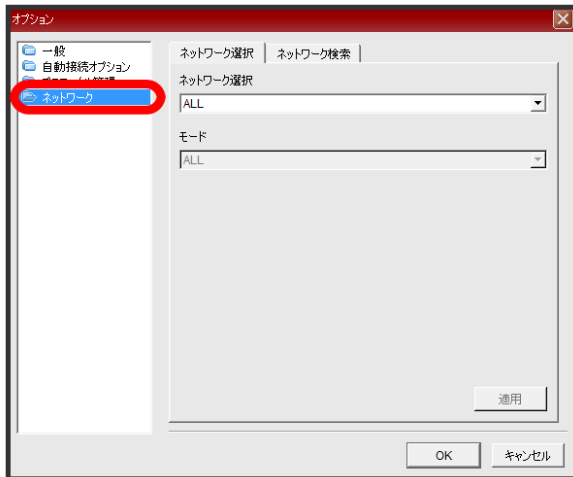 オプション
一般
自動接続オプション
ネットワーク
ネットワーク選択
ネットワーク検索
ネットワーク選択
ALL
モード
ALL
適用
OK
キャンセル